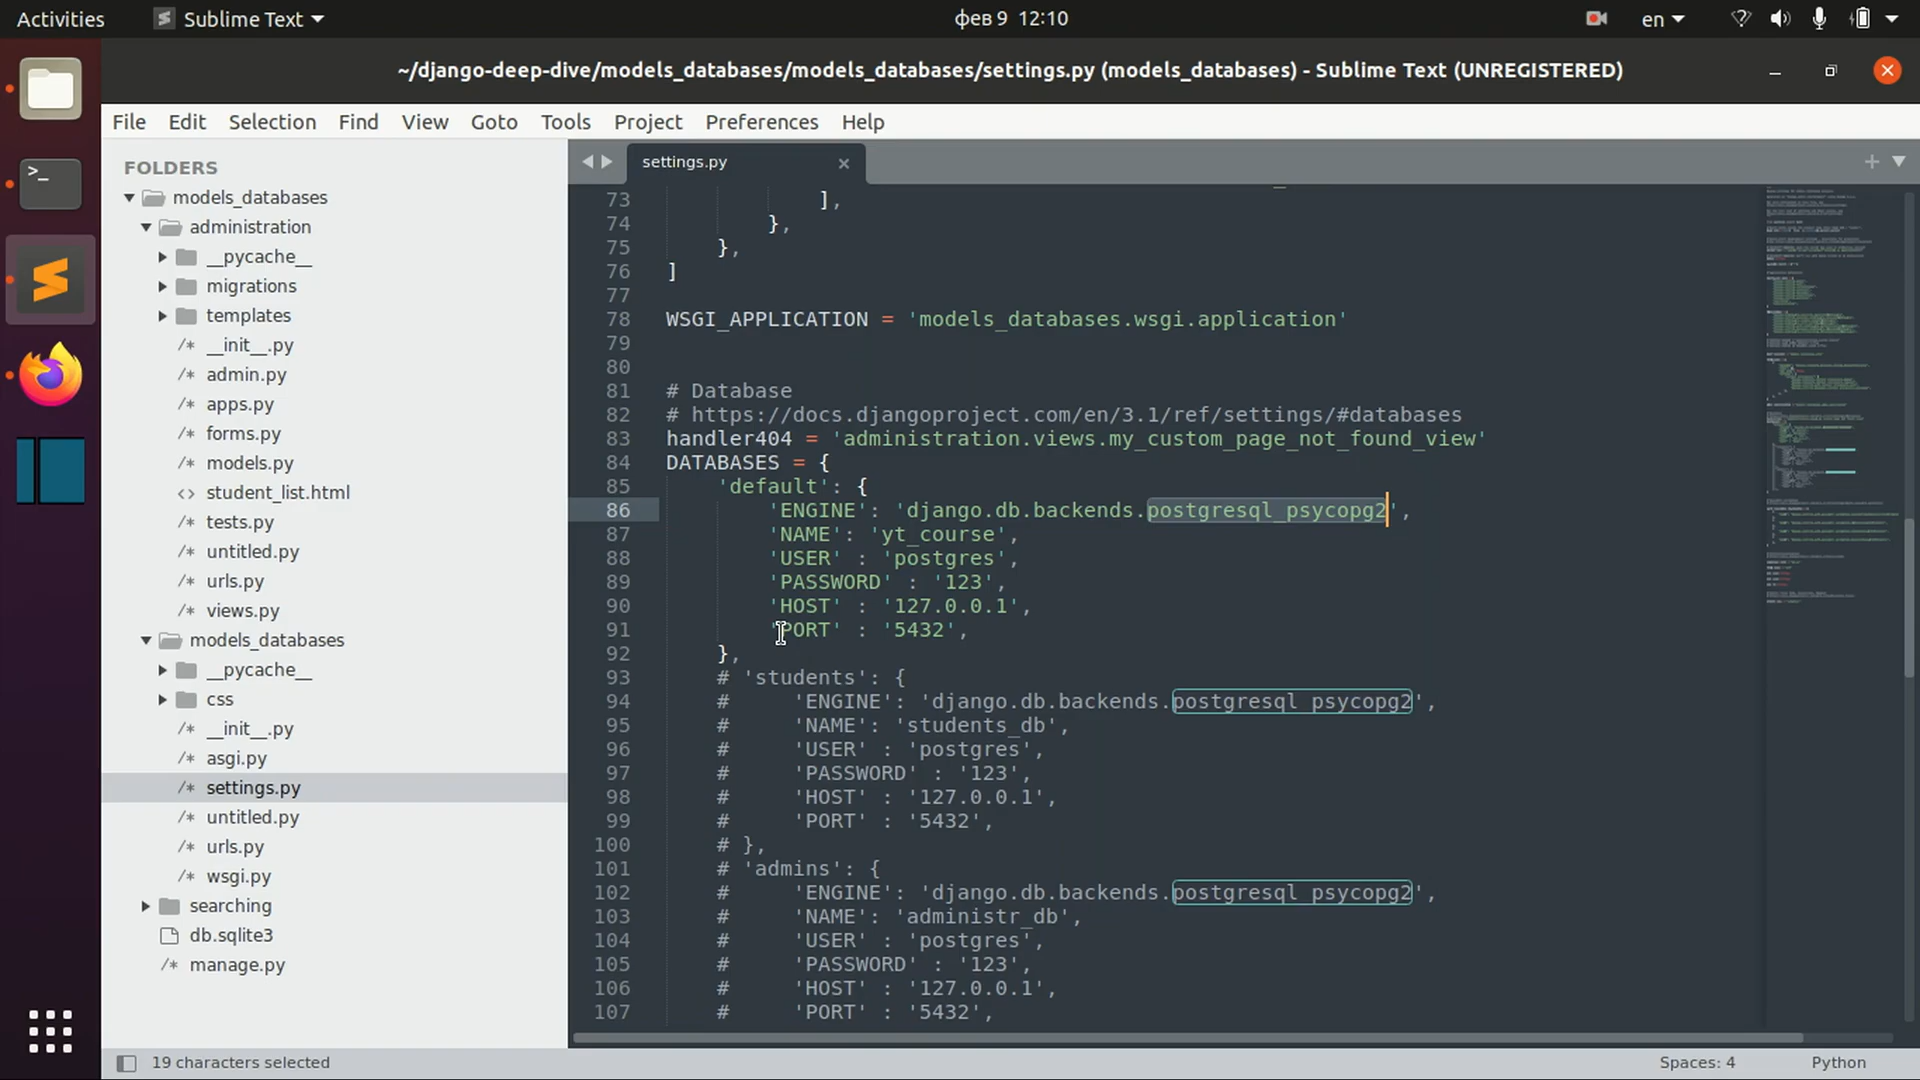 Activities
Sublime Text
фев 9 12:10
en
~/django-deep-dive/models_databases/models_databases/settings.py (models_databases) - Sublime Text (UNREGISTERED)
File Edit Selection Find View Goto Tools Project Preferences Help
FOLDERS
models_databases
administration
__pycache__
migrations
templates
/* __init__.py
/* admin.py
/* apps.py
/* forms.py
/* models.py
<> student_list.html
/* tests.py
/* untitled.py
/* urls.py
/* views.py
models_databases
__pycache__
css
/* __init__.py
/* asgi.py
/* settings.py
/* untitled.py
/* urls.py
/* wsgi.py
searching
db.sqlite3
/* manage.py
settings.py
73 ],
74 },
75 },
76 ]
77
78 WSGI_APPLICATION = 'models_databases.wsgi.application'
79
80
81 # Database
82 # https://docs.djangoproject.com/en/3.1/ref/settings/#databases
83 handler404 = 'administration.views.my_custom_page_not_found_view'
84 DATABASES = {
85 'default': {
86 'ENGINE': 'django.db.backends.postgresql_psycopg2',
87 'NAME': 'yt_course',
88 'USER' : 'postgres',
89 'PASSWORD' : '123',
90 'HOST' : '127.0.0.1',
91 'PORT' : '5432',
92 },
93 # 'students': {
94 # 'ENGINE': 'django.db.backends.postgresql_psycopg2',
95 # 'NAME': 'students_db',
96 # 'USER' : 'postgres',
97 # 'PASSWORD' : '123',
98 # 'HOST' : '127.0.0.1',
99 # 'PORT' : '5432',
100 # },
101 # 'admins': {
102 # 'ENGINE': 'django.db.backends.postgresql_psycopg2',
103 # 'NAME': 'administr_db',
104 # 'USER' : 'postgres',
105 # 'PASSWORD' : '123',
106 # 'HOST' : '127.0.0.1',
107 # 'PORT' : '5432',
19 characters selected
Spaces: 4
Python